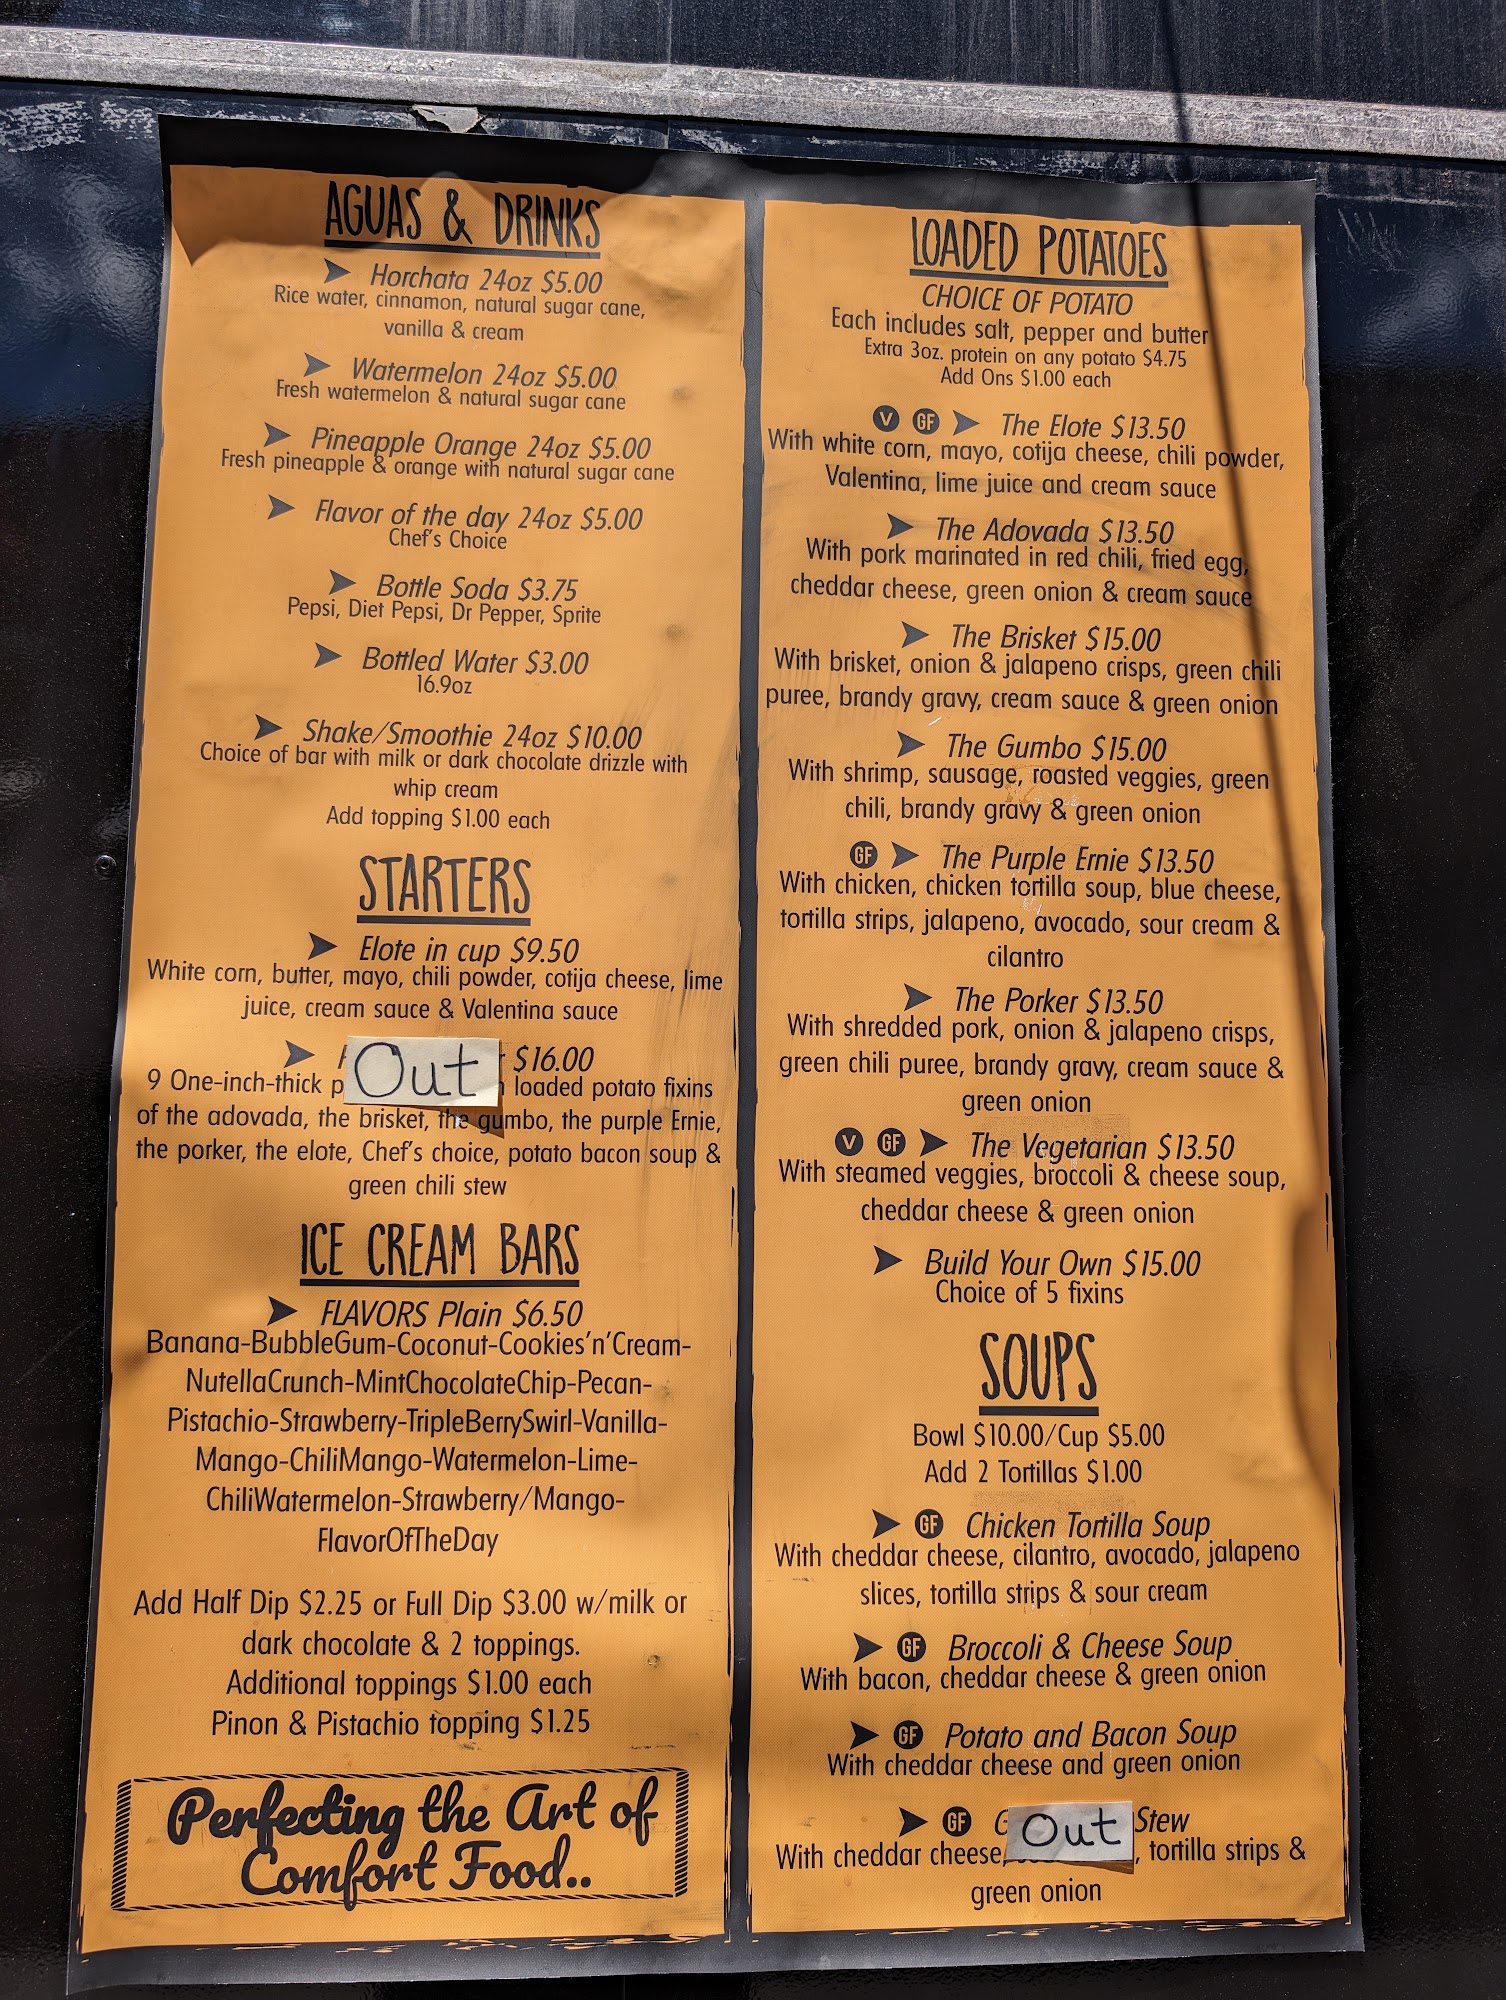 AGUAS & DRINKS
➤ Horchata 24oz $5.00
Rice water, cinnamon, natural sugar cane,
vanilla & cream
➤ Watermelon 24oz $5.00
Fresh watermelon & natural sugar cane
➤ Pineapple Orange 24oz $5.00
Fresh pineapple & orange with natural sugar cane
➤ Flavor of the day 24oz $5.00
Chef's Choice
➤ Bottle Soda $3.75
Pepsi, Diet Pepsi, Dr Pepper, Sprite
➤ Bottled Water $3.00
16.9oz
➤ Shake/Smoothie 24oz $10.00
Choice of bar with milk or dark chocolate drizzle with
whip cream
Add topping $1.00 each
STARTERS
➤ Elote in cup $9.50
White corn, butter, mayo, chili powder, cotija cheese, lime
juice, cream sauce & Valentina sauce
➤ Out $16.00
9 One-inch-thick loaded potato fixins
of the adovada, the brisket, the gumbo, the purple Ernie,
the porker, the elote, Chef's choice, potato bacon soup &
green chili stew
ICE CREAM BARS
➤ FLAVORS Plain $6.50
Banana-BubbleGum-Coconut-Cookies'n'Cream-
NutellaCrunch-MintChocolateChip-Pecan-
Pistachio-Strawberry-TripleBerrySwirl-Vanilla-
Mango-ChiliMango-Watermelon-Lime-
ChiliWatermelon-Strawberry/Mango-
FlavorOfTheDay
Add Half Dip $2.25 or Full Dip $3.00 w/milk or
dark chocolate & 2 toppings.
Additional toppings $1.00 each
Pinon & Pistachio topping $1.25
Perfecting the Art of
Comfort Food..
LOADED POTATOES
CHOICE OF POTATO
Each includes salt, pepper and butter
Extra 3oz. protein on any potato $4.75
Add Ons $1.00 each
V GF ➤ The Elote $13.50
With white corn, mayo, cotija cheese, chili powder,
Valentina, lime juice and cream sauce
➤ The Adovada $13.50
With pork marinated in red chili, fried egg,
cheddar cheese, green onion & cream sauce
➤ The Brisket $15.00
With brisket, onion & jalapeno crisps, green chili
puree, brandy gravy, cream sauce & green onion
➤ The Gumbo $15.00
With shrimp, sausage, roasted veggies, green
chili, brandy gravy & green onion
GF ➤ The Purple Ernie $13.50
With chicken, chicken tortilla soup, blue cheese,
tortilla strips, jalapeno, avocado, sour cream &
cilantro
➤ The Porker $13.50
With shredded pork, onion & jalapeno crisps,
green chili puree, brandy gravy, cream sauce &
green onion
V GF ➤ The Vegetarian $13.50
With steamed veggies, broccoli & cheese soup,
cheddar cheese & green onion
➤ Build Your Own $15.00
Choice of 5 fixins
SOUPS
Bowl $10.00/Cup $5.00
Add 2 Tortillas $1.00
➤ GF Chicken Tortilla Soup
With cheddar cheese, cilantro, avocado, jalapeno
slices, tortilla strips & sour cream
➤ GF Broccoli & Cheese Soup
With bacon, cheddar cheese & green onion
➤ GF Potato and Bacon Soup
With cheddar cheese and green onion
➤ GF Out Stew
With cheddar cheese, , tortilla strips &
green onion